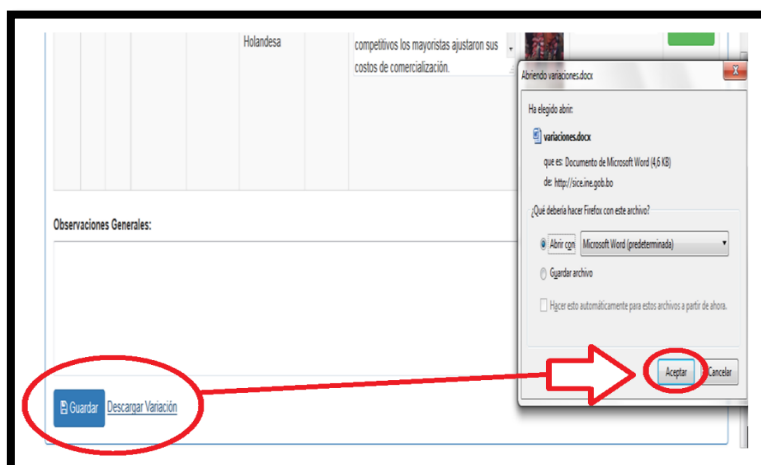 Holandesa
competitivos los mayoristas ajustaron sus
costos de comercialización.
Observaciones Generales:
Guardar Descargar Variación
Abriendo variaciones.docx
Ha elegido abrir:
variaciones.docx
que es: Documento de Microsoft Word (4,6 KB)
de: http://sice.ine.gob.bo
¿Qué debería hacer Firefox con este archivo?
Abrir con Microsoft Word (predeterminada)
Guardar archivo
Hacer esto automáticamente para estos archivos a partir de ahora.
Aceptar Cancelar